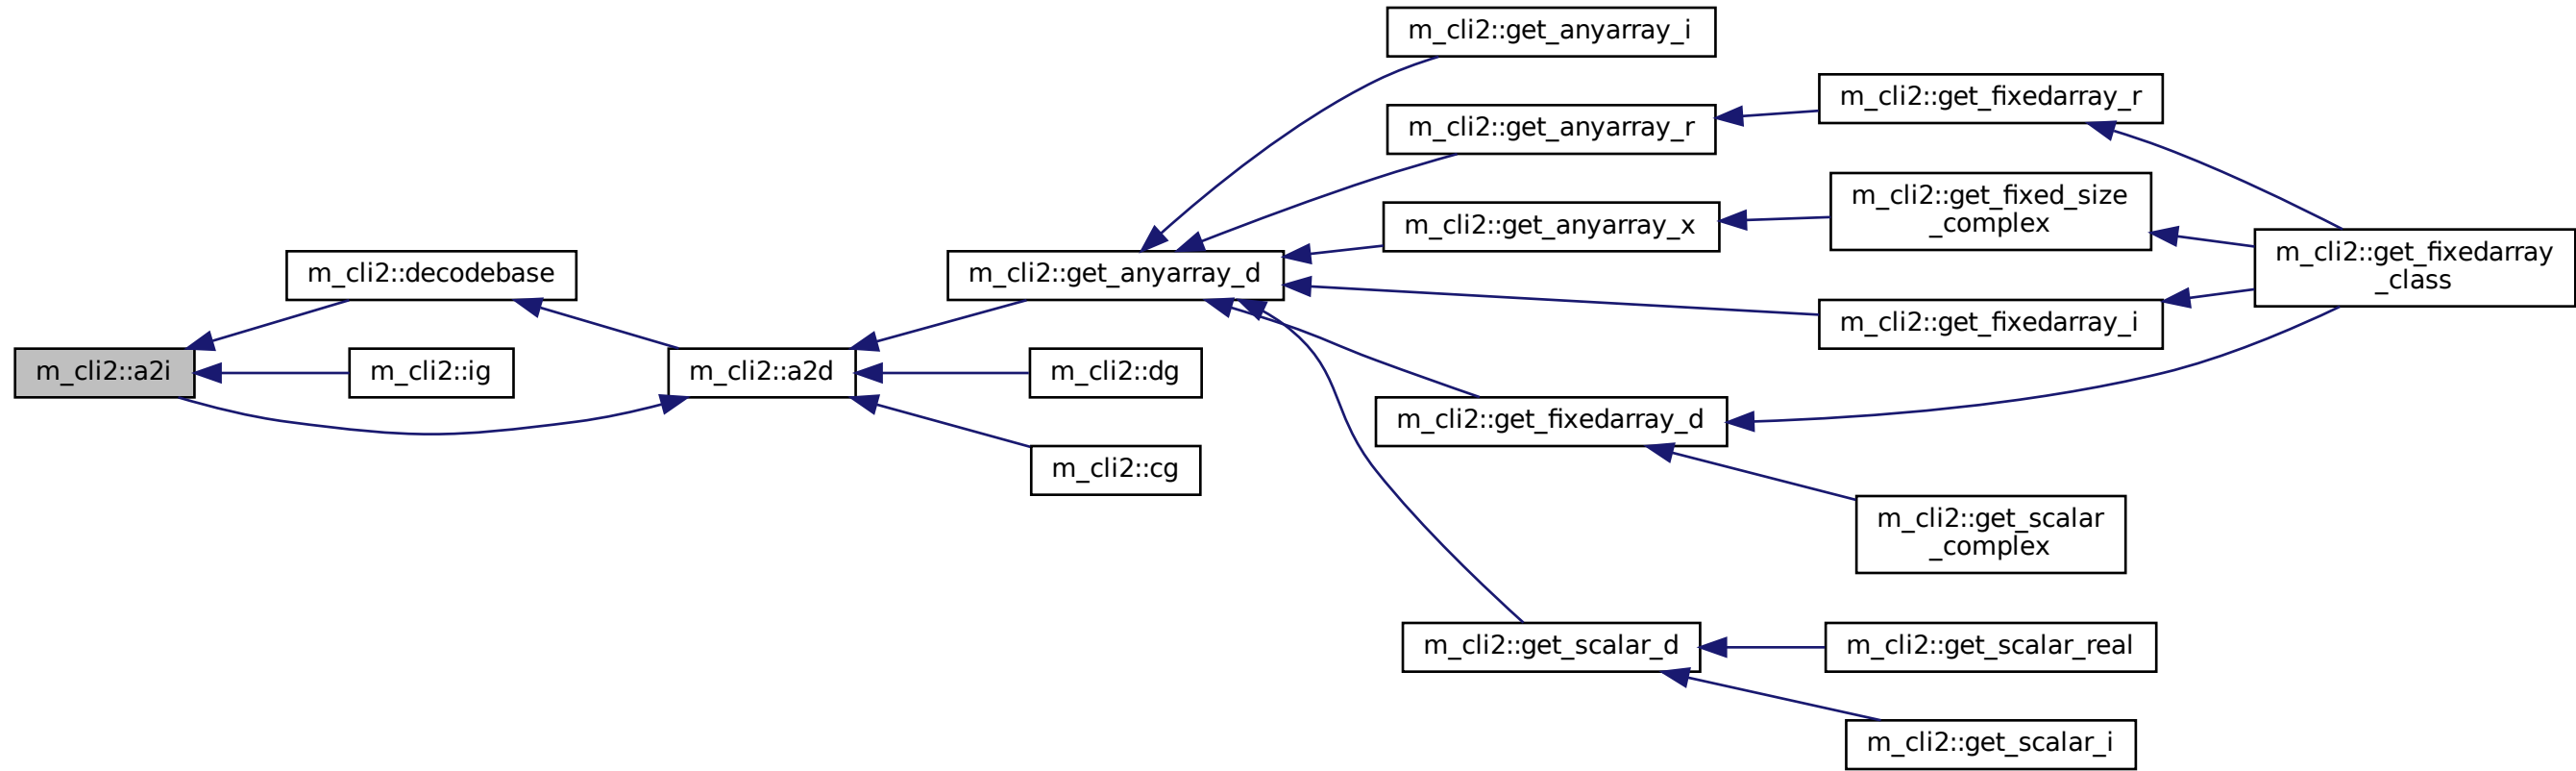 m_cli2::get_anyarray_i
m_cli2::get_fixedarray_r
m_cli2::get_anyarray_r
m_cli2::get_fixed_size
_complex
m_cli2::get_anyarray_x
m_cli2::get_fixedarray
_class
m_cli2::decodebase
m_cli2::get_anyarray_d
m_cli2::get_fixedarray_i
m_cli2::a2i
m_cli2::ig
m_cli2::a2d
m_cli2::dg
m_cli2::get_fixedarray_d
m_cli2::cg
m_cli2::get_scalar
_complex
m_cli2::get_scalar_d
m_cli2::get_scalar_real
m_cli2::get_scalar_i